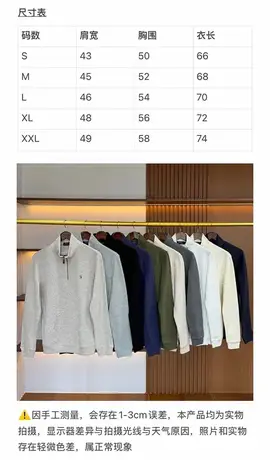 尺寸表
码数 肩宽 胸围 衣长
S 43 50 66
M 45 52 68
L 46 54 70
XL 48 56 72
XXL 49 58 74
⚠️因手工测量，会存在1-3cm误差，本产品均为实物
拍摄，显示器差异与拍摄光线与天气原因，照片和实物
存在轻微色差，属正常现象